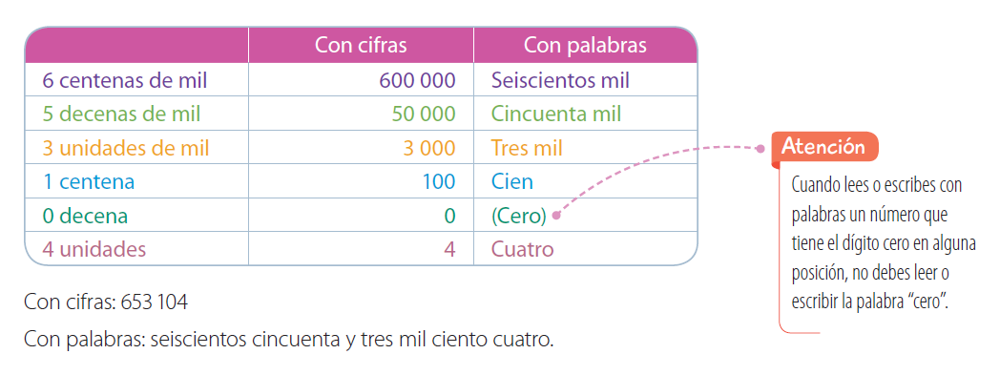 Con cifras Con palabras
6 centenas de mil 600 000 Seiscientos mil
5 decenas de mil 50 000 Cincuenta mil
3 unidades de mil 3 000 Tres mil
1 centena 100 Cien
0 decena 0 (Cero)
4 unidades 4 Cuatro
Con cifras: 653 104
Con palabras: seiscientos cincuenta y tres mil ciento cuatro.
Atención
Cuando lees o escribes con
palabras un número que
tiene el dígito cero en alguna
posición, no debes leer o
escribir la palabra “cero”.